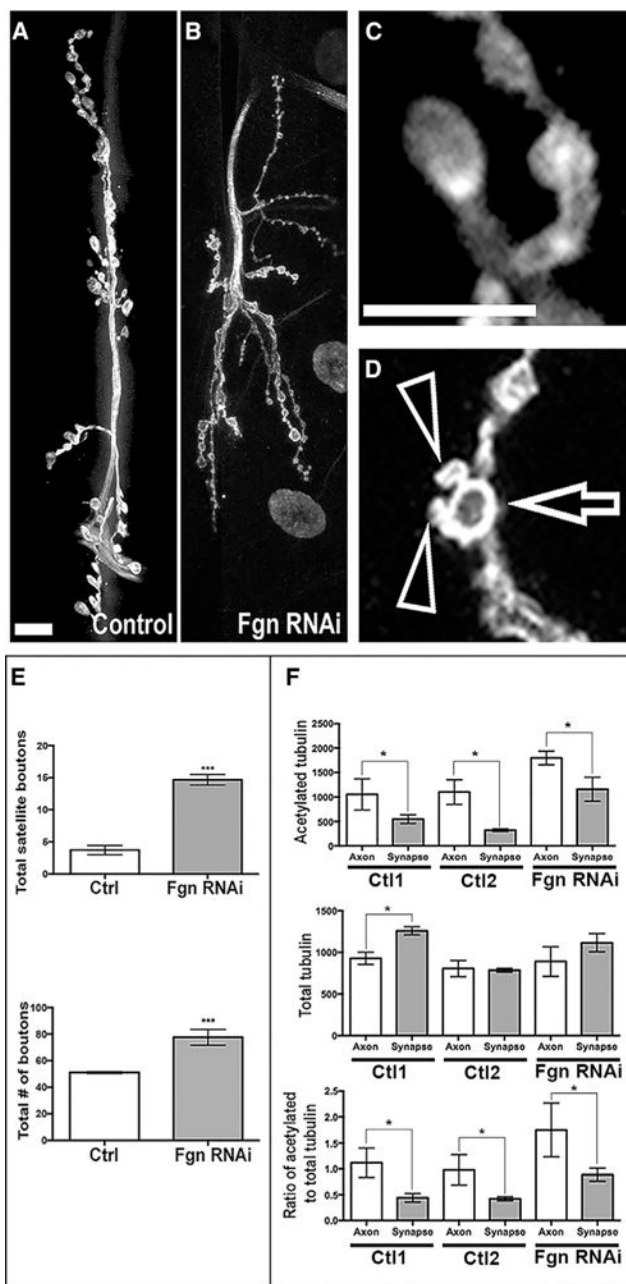 A
Control
B
Fgn RNAi
C
D
E
Total satellite boutons
20
15
10
5
0
***
Ctrl
Fgn RNAi
Total # of boutons
100
80
60
40
20
0
***
Ctrl
Fgn RNAi
F
Acetylated tubulin
2500
2000
1500
1000
500
0
*
*
*
Axon Synapse Axon Synapse Axon Synapse
Ctl1 Ctl2 Fgn RNAi
Total tubulin
1500
1000
500
0
*
Axon Synapse Axon Synapse Axon Synapse
Ctl1 Ctl2 Fgn RNAi
Ratio of acetylated
to total tubulin
2.5
2.0
1.5
1.0
0.5
0.0
*
*
*
Axon Synapse Axon Synapse Axon Synapse
Ctl1 Ctl2 Fgn RNAi